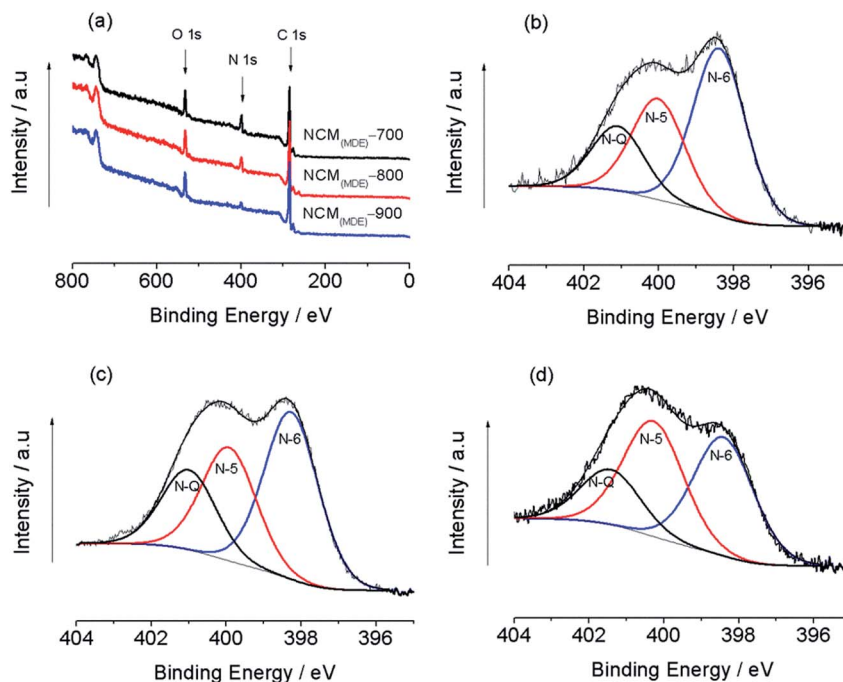 (a)
O 1s
N 1s
C 1s
NCM(MDE)-700
NCM(MDE)-800
NCM(MDE)-900
Intensity / a.u
800 600 400 200 0
Binding Energy / eV
(b)
N-Q
N-5
N-6
Intensity / a.u
404 402 400 398 396
Binding Energy / eV
(c)
N-Q
N-5
N-6
Intensity / a.u
404 402 400 398 396
Binding Energy / eV
(d)
N-Q
N-5
N-6
Intensity / a.u
404 402 400 398 396
Binding Energy / eV